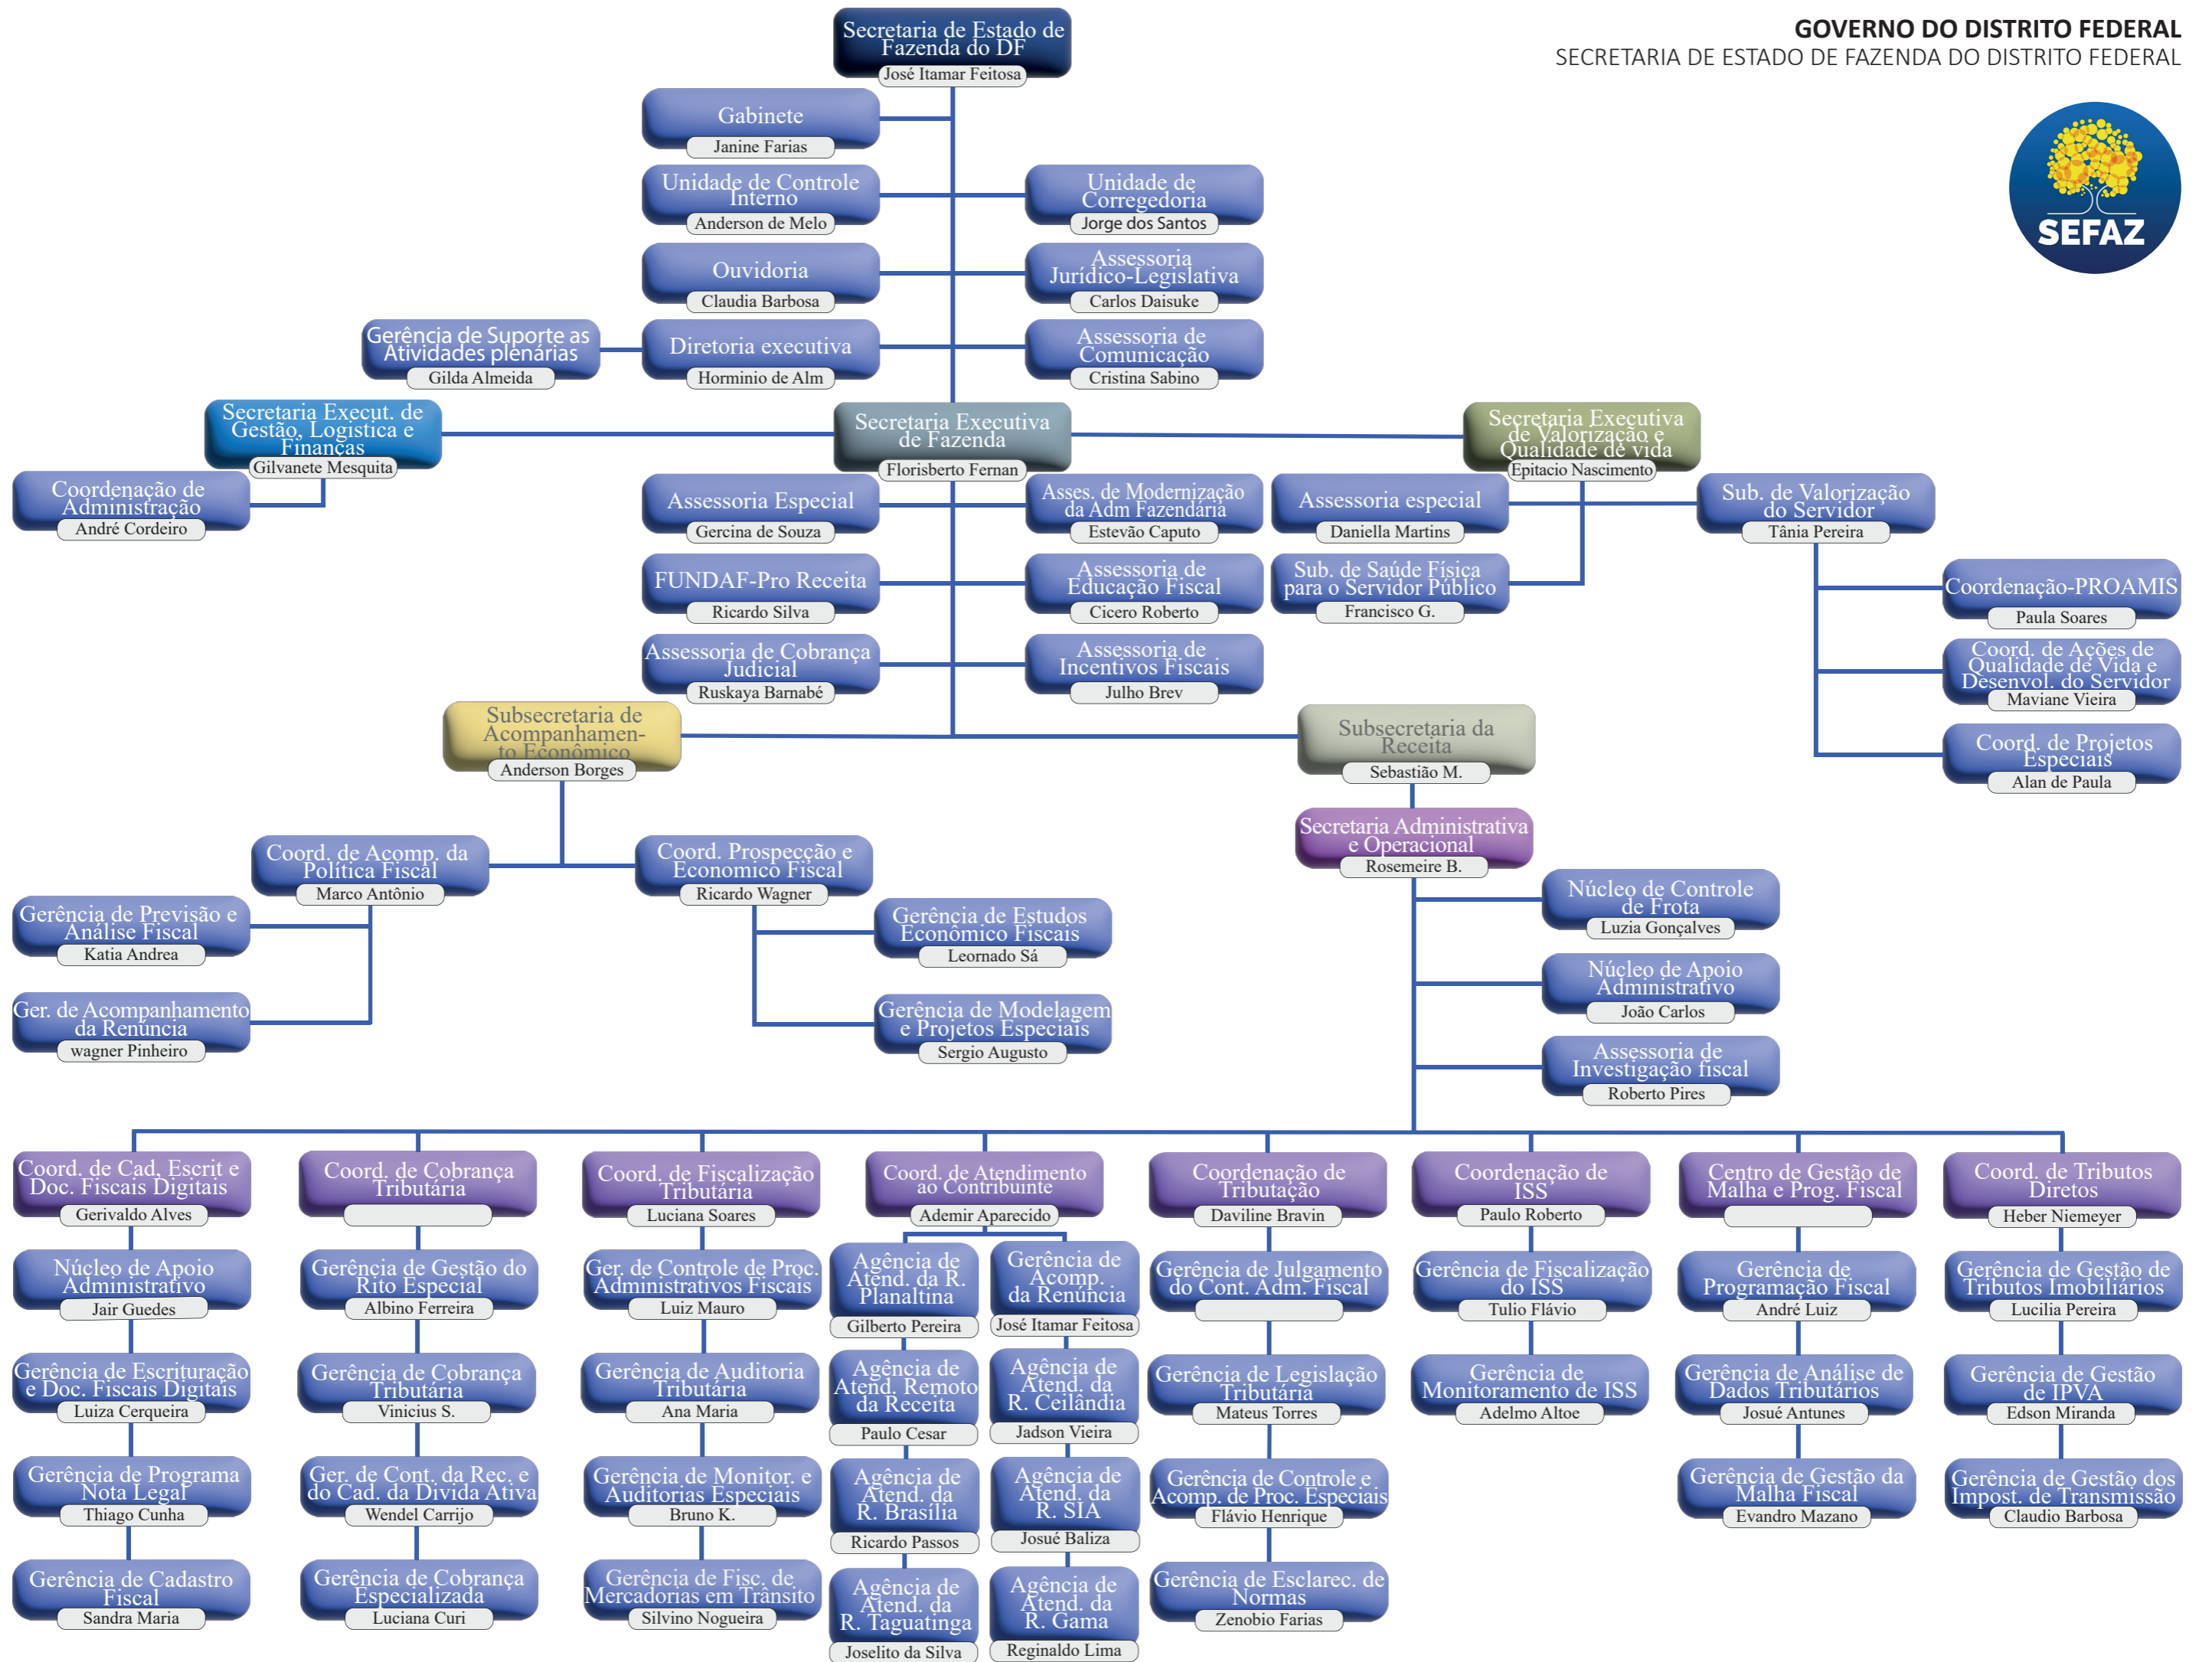 GOVERNO DO DISTRITO FEDERAL
SECRETARIA DE ESTADO DE FAZENDA DO DISTRITO FEDERAL
SEFAZ
Secretaria de Estado de
Fazenda do DF
José Itamar Feitosa
Gabinete
Janine Farias
Unidade de Controle
Interno
Anderson de Melo
Unidade de
Corregedoria
Jorge dos Santos
Ouvidoria
Claudia Barbosa
Assessoria
Jurídico-Legislativa
Carlos Daisuke
Gerência de Suporte as
Atividades plenárias
Gilda Almeida
Diretoria executiva
Horminio de Alm
Assessoria de
Comunicação
Cristina Sabino
Secretaria Execut. de
Gestão, Logistica e
Finanças
Gilvanete Mesquita
Secretaria Executiva
de Fazenda
Florisberto Fernan
Secretaria Executiva
de Valorização e
Qualidade de vida
Epitacio Nascimento
Coordenação de
Administração
André Cordeiro
Assessoria Especial
Gercina de Souza
Asses. de Modernização
da Adm Fazendária
Estevão Caputo
Assessoria especial
Daniella Martins
Sub. de Valorização
do Servidor
Tânia Pereira
FUNDAF-Pro Receita
Ricardo Silva
Assessoria de
Educação Fiscal
Cicero Roberto
Sub. de Saúde Física
para o Servidor Público
Francisco G.
Coordenação-PROAMIS
Paula Soares
Assessoria de Cobrança
Judicial
Ruskaya Barnabé
Assessoria de
Incentivos Fiscais
Julho Brev
Coord. de Ações de
Qualidade de Vida e
Desenvol. do Servidor
Maviane Vieira
Coord. de Projetos
Especiais
Alan de Paula
Subsecretaria de
Acompanhamen-
to Econômico
Anderson Borges
Subsecretaria da
Receita
Sebastião M.
Secretaria Administrativa
e Operacional
Rosemeire B.
Coord. de Acomp. da
Política Fiscal
Marco Antônio
Coord. Prospecção e
Economico Fiscal
Ricardo Wagner
Gerência de Previsão e
Análise Fiscal
Katia Andrea
Gerência de Estudos
Econômico Fiscais
Leornado Sá
Núcleo de Controle
de Frota
Luzia Gonçalves
Ger. de Acompanhamento
da Renúncia
wagner Pinheiro
Gerência de Modelagem
e Projetos Especiais
Sergio Augusto
Núcleo de Apoio
Administrativo
João Carlos
Assessoria de
Investigação fiscal
Roberto Pires
Coord. de Cad, Escrit e
Doc. Fiscais Digitais
Gerivaldo Alves
Núcleo de Apoio
Administrativo
Jair Guedes
Gerência de Escrituração
e Doc. Fiscais Digitais
Luiza Cerqueira
Gerência de Programa
Nota Legal
Thiago Cunha
Gerência de Cadastro
Fiscal
Sandra Maria
Coord. de Cobrança
Tributária
Gerência de Gestão do
Rito Especial
Albino Ferreira
Gerência de Cobrança
Tributária
Vinicius S.
Ger. de Cont. da Rec. e
do Cad. da Divida Ativa
Wendel Carrijo
Gerência de Cobrança
Especializada
Luciana Curi
Coord. de Fiscalização
Tributária
Luciana Soares
Ger. de Controle de Proc.
Administrativos Fiscais
Luiz Mauro
Gerência de Auditoria
Tributária
Ana Maria
Gerência de Monitor. e
Auditorias Especiais
Bruno K.
Gerência de Fisc. de
Mercadorias em Trânsito
Silvino Nogueira
Coord. de Atendimento
ao Contribuinte
Ademir Aparecido
Agência de
Atend. da R.
Planaltina
Gilberto Pereira
Agência de
Atend. Remoto
da Receita
Paulo Cesar
Agência de
Atend. da
R. Brasília
Ricardo Passos
Agência de
Atend. da
R. Taguatinga
Joselito da Silva
Gerência de
Acomp.
da Renúncia
José Itamar Feitosa
Agência de
Atend. da
R. Ceilândia
Jadson Vieira
Agência de
Atend. da
R. SIA
Josué Baliza
Agência de
Atend. da
R. Gama
Reginaldo Lima
Coordenação de
Tributação
Daviline Bravin
Gerência de Julgamento
do Cont. Adm. Fiscal
Gerência de Legislação
Tributária
Mateus Torres
Gerência de Controle e
Acomp. de Proc. Especiais
Flávio Henrique
Gerência de Esclarec. de
Normas
Zenobio Farias
Coordenação de
ISS
Paulo Roberto
Gerência de Fiscalização
do ISS
Tulio Flávio
Gerência de
Monitoramento de ISS
Adelmo Altoe
Centro de Gestão de
Malha e Prog. Fiscal
Gerência de
Programação Fiscal
André Luiz
Gerência de Análise de
Dados Tributários
Josué Antunes
Gerência de Gestão da
Malha Fiscal
Evandro Mazano
Coord. de Tributos
Diretos
Heber Niemeyer
Gerência de Gestão de
Tributos Imobiliários
Lucilia Pereira
Gerência de Gestão
de IPVA
Edson Miranda
Gerência de Gestão dos
Impost. de Transmissão
Claudio Barbosa